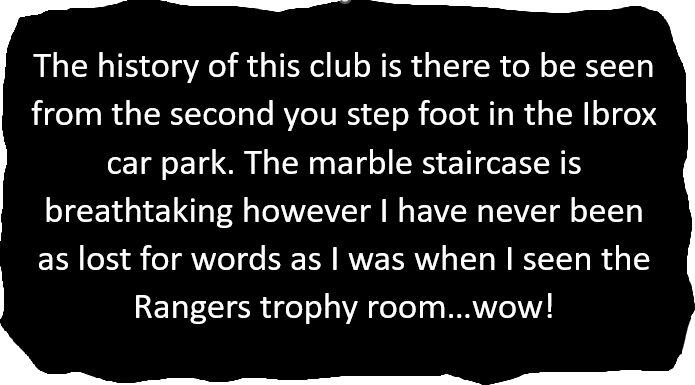 The history of this club is there to be seen
from the second you step foot in the Ibrox
car park. The marble staircase is
breathtaking however I have never been
as lost for words as I was when I seen the
Rangers trophy room...wow!